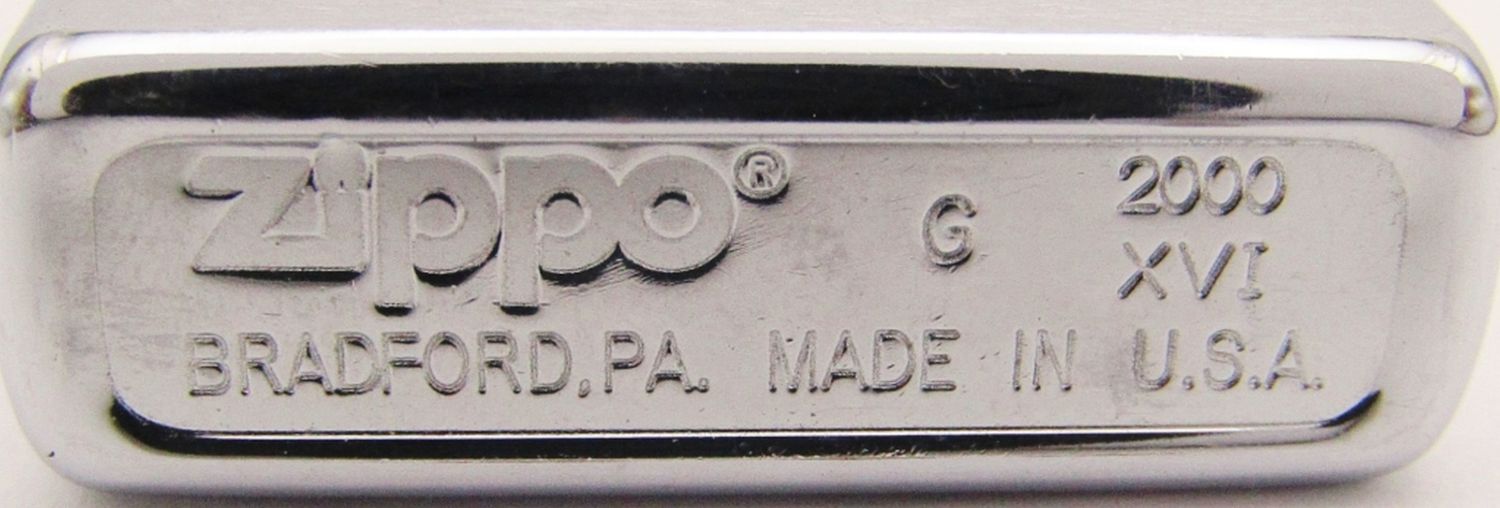 Zippo® G 2000
XVI
BRADFORD, PA. MADE IN U.S.A.